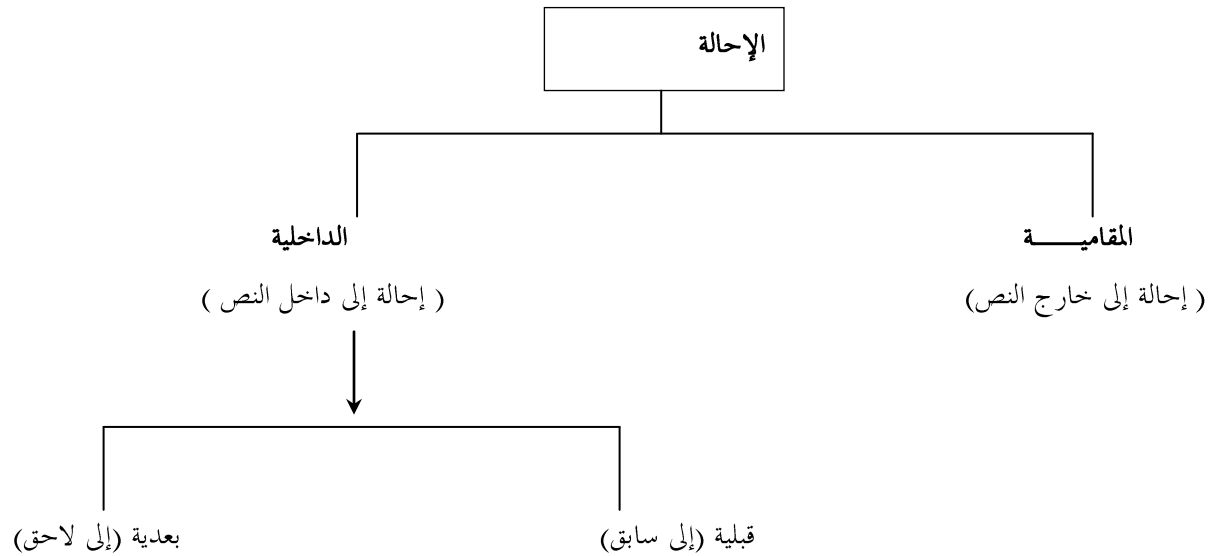 الإحالة
المقاميـــــة
الداخلية
( إحالة إلى خارج النص)
( إحالة إلى داخل النص )
قبلية (إلى سابق)
بعدية (إلى لاحق)